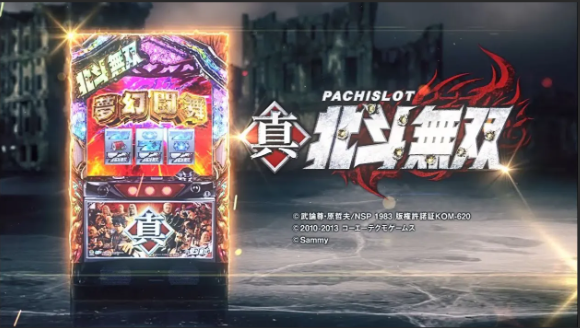 北斗無双
夢幻闘舞
真
PACHISLOT
真 北斗無双
©武論尊・原哲夫/NSP 1983 版権許諾証KOM-620
©2010-2013 コーエーテクモゲームス
©Sammy